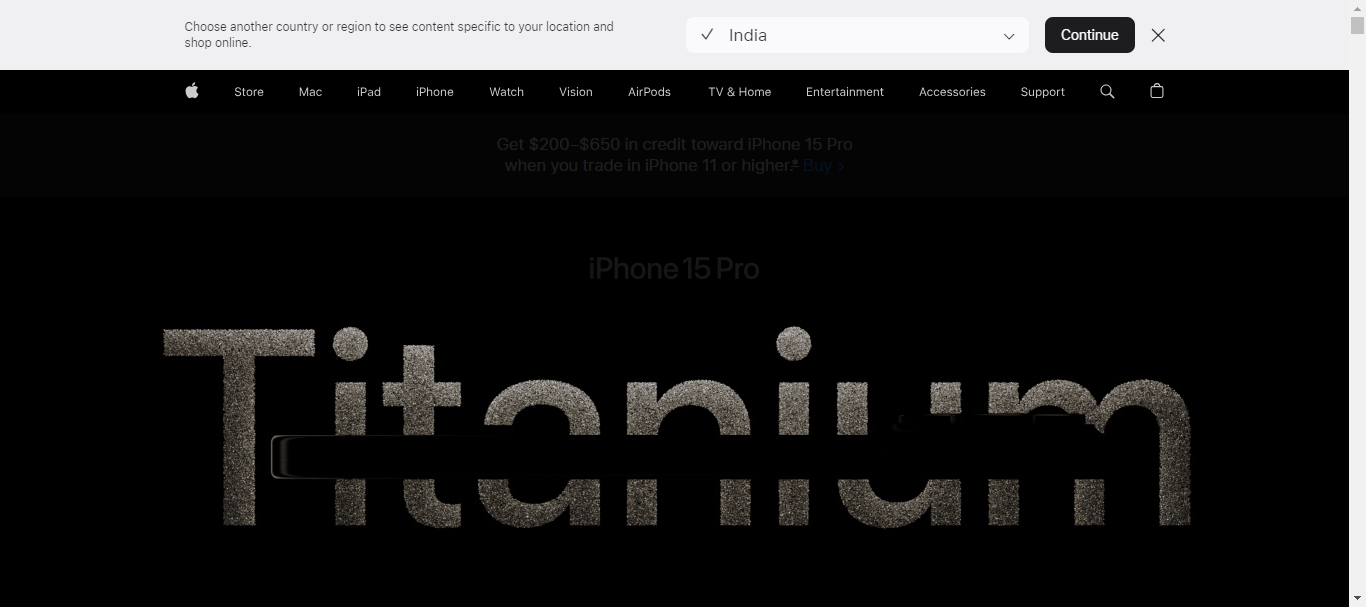 Choose another country or region to see content specific to your location and
shop online.
India
Continue
Store Mac iPad iPhone Watch Vision AirPods TV & Home Entertainment Accessories Support
Get $200–$650 in credit toward iPhone 15 Pro
when you trade in iPhone 11 or higher.* Buy >
iPhone 15 Pro
Titanium